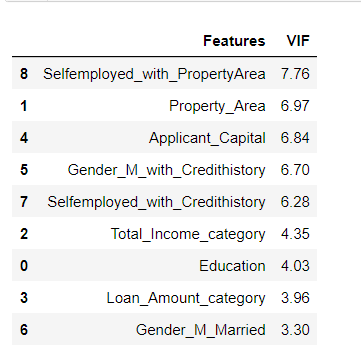 Features VIF
8 Selfemployed_with_PropertyArea 7.76
1 Property_Area 6.97
4 Applicant_Capital 6.84
5 Gender_M_with_Credithistory 6.70
7 Selfemployed_with_Credithistory 6.28
2 Total_Income_category 4.35
0 Education 4.03
3 Loan_Amount_category 3.96
6 Gender_M_Married 3.30